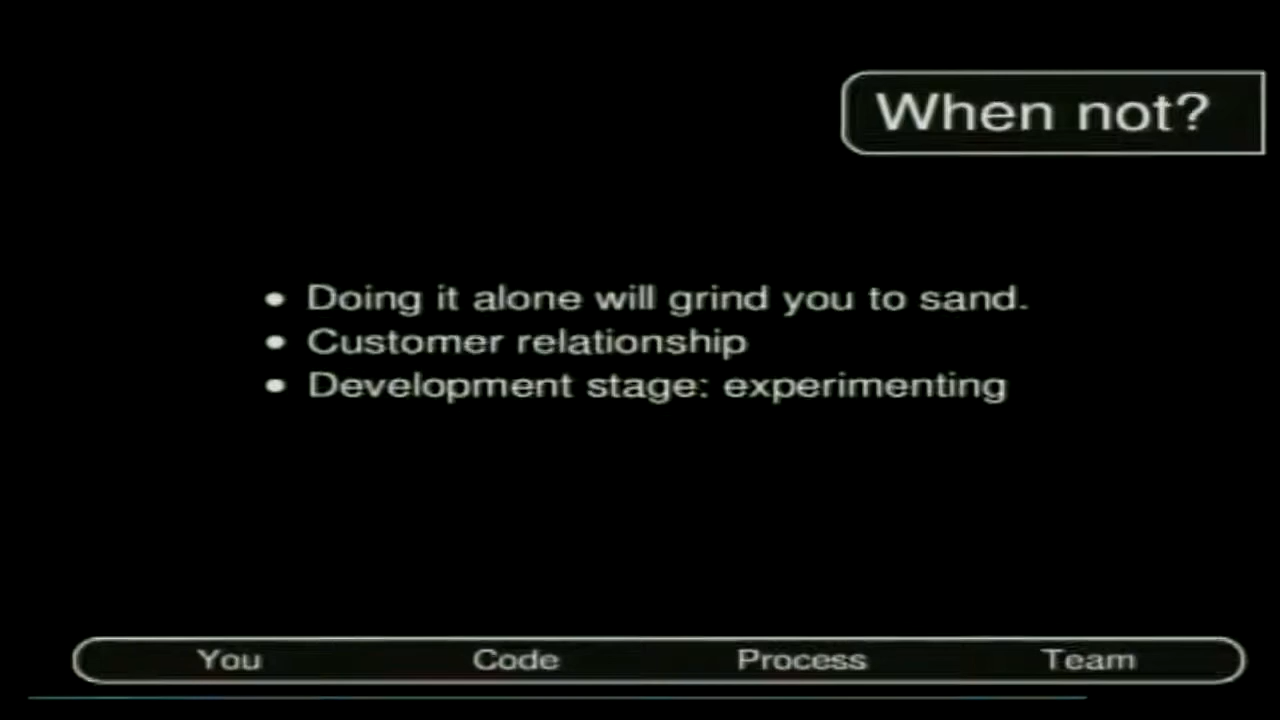 When not?
• Doing it alone will grind you to sand.
• Customer relationship
• Development stage: experimenting
You Code Process Team